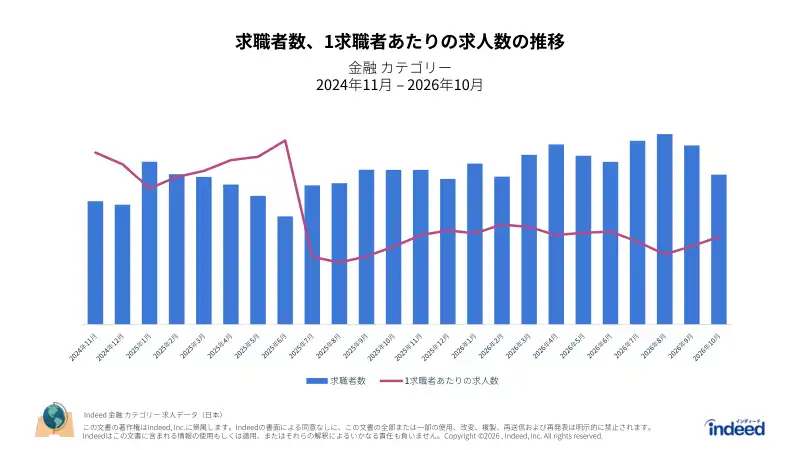 求職者数、1求職者あたりの求人数の推移
金融 カテゴリー
2024年11月 – 2026年10月
2024年11月
2024年12月
2025年1月
2025年2月
2025年3月
2025年4月
2025年5月
2025年6月
2025年7月
2025年8月
2025年9月
2025年10月
2025年11月
2025年12月
2026年1月
2026年2月
2026年3月
2026年4月
2026年5月
2026年6月
2026年7月
2026年8月
2026年9月
2026年10月
求職者数
1求職者あたりの求人数
Indeed 金融 カテゴリー 求人データ（日本）
この文書の著作権はIndeed, Inc.に帰属します。Indeedの書面による同意なしに、この文書の全部または一部の使用、改変、複製、再送信および再発表は明示的に禁止されます。
Indeedはこの文書に含まれる情報の使用もしくは適用、またはそれらの解釈によるいかなる責任も負いません。Copyright ©2026 , Indeed, Inc. All rights reserved.
インディード
indeed